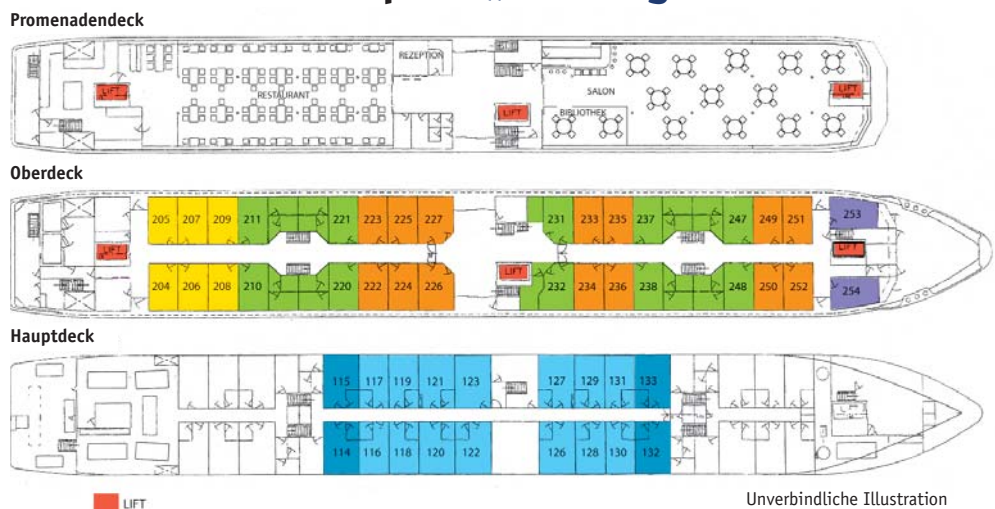 Promenadendeck
LIFT
RESTAURANT
REZEPTION
LIFT
SALON
BIBLIOTHEK
LIFT
Oberdeck
205 207 209 211 221 223 225 227 231 233 235 237 247 249 251 253
LIFT LIFT LIFT
204 206 208 210 220 222 224 226 232 234 236 238 248 250 252 254
Hauptdeck
115 117 119 121 123 127 129 131 133
114 116 118 120 122 126 128 130 132
LIFT
Unverbindliche Illustration